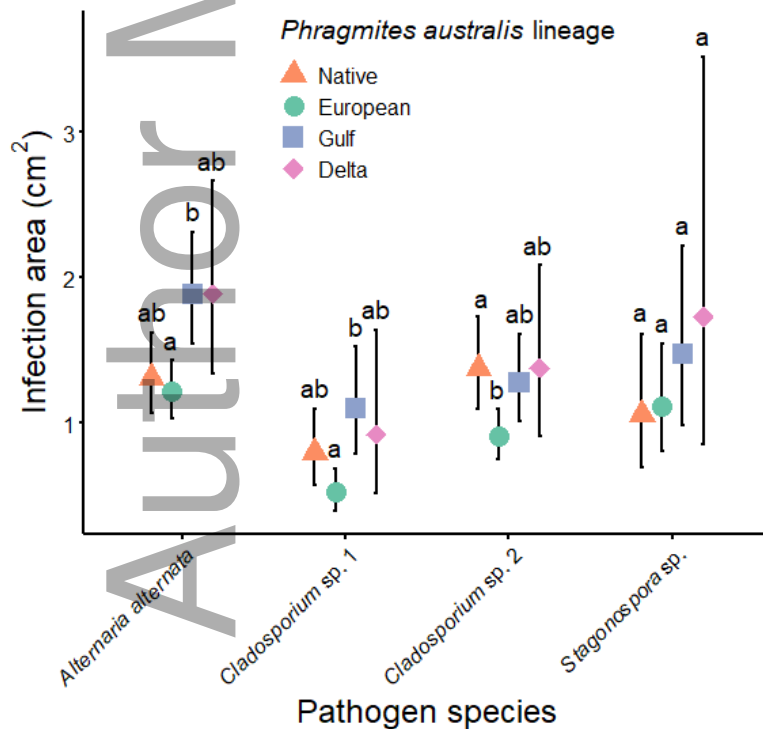 Phragmites australis lineage
Native
European
Gulf
Delta
Infection area (cm²)
3
2
1
ab
a
b
ab
ab
a
b
ab
a
b
ab
ab
a
a
a
a
Alternaria alternata
Cladosporium sp. 1
Cladosporium sp. 2
Stagonospora sp.
Pathogen species
Author